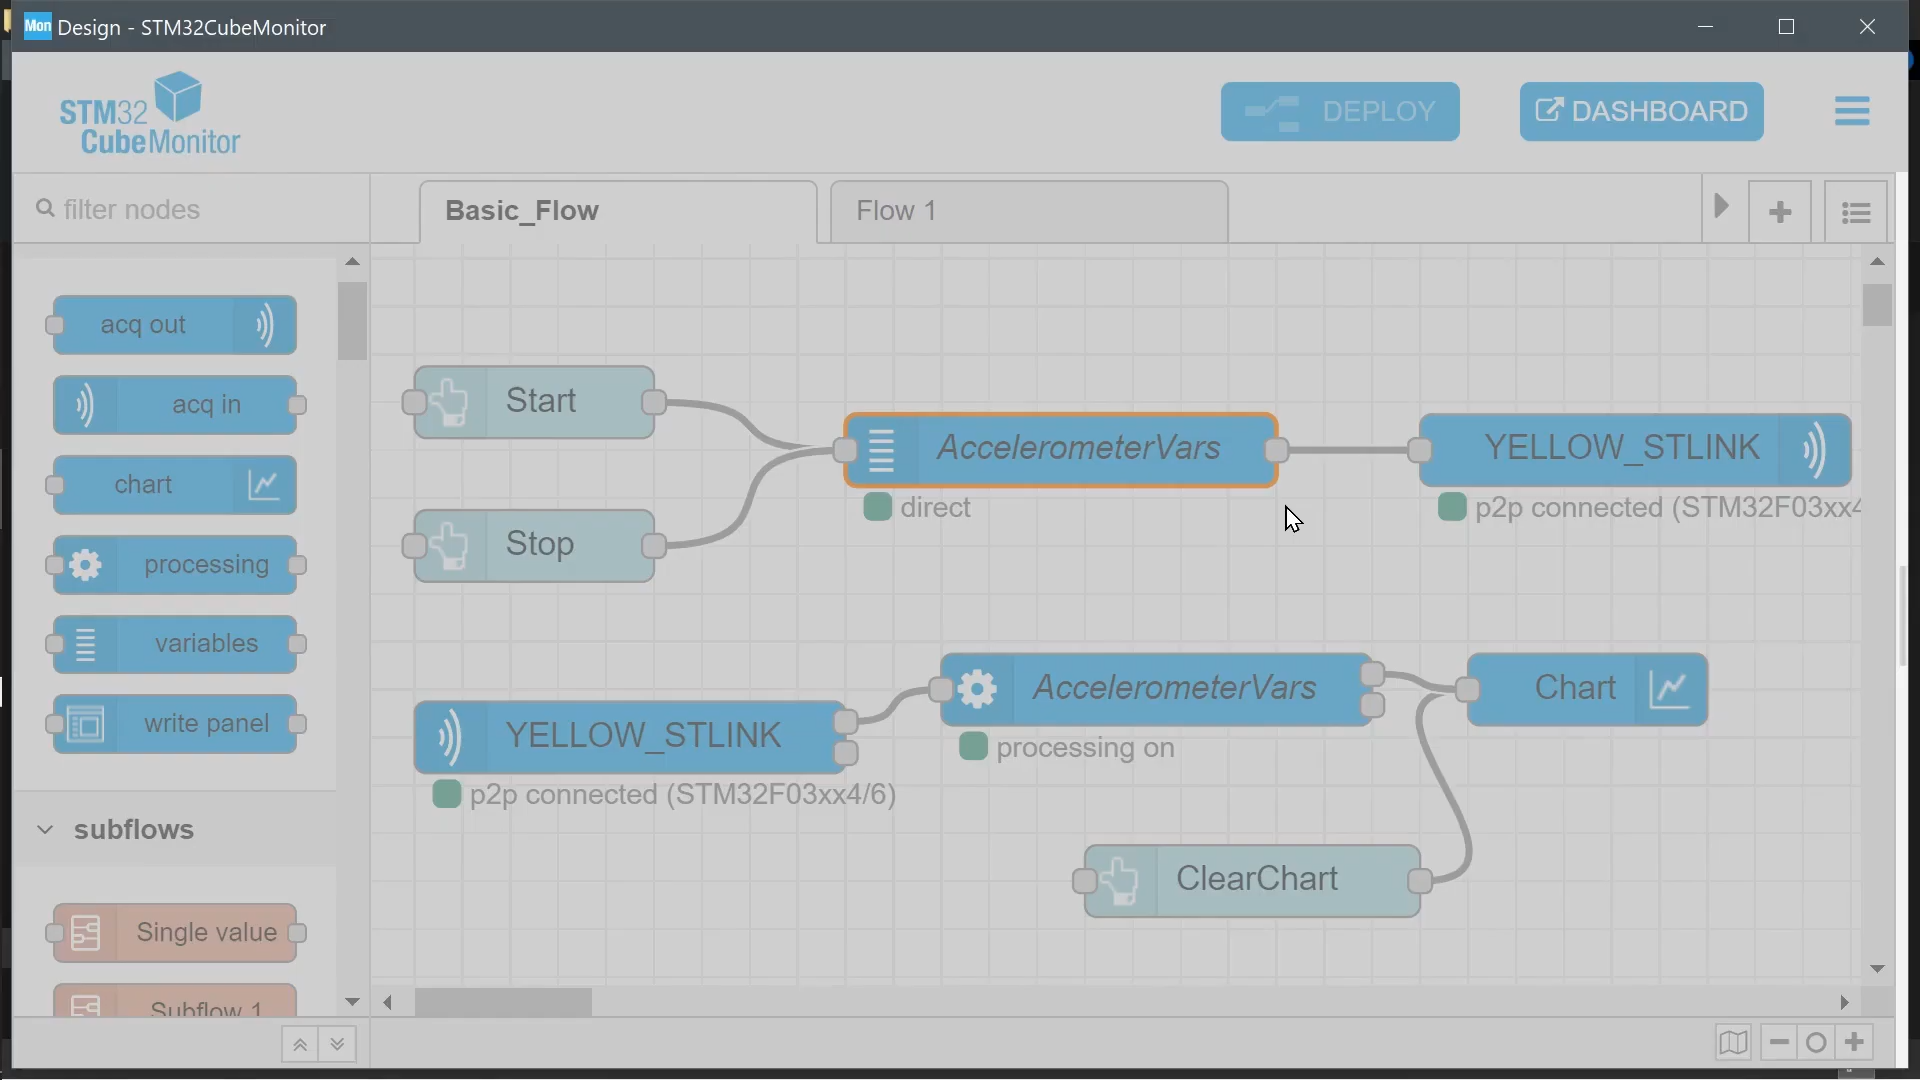 Mon Design - STM32CubeMonitor
STM32
CubeMonitor
DEPLOY
DASHBOARD
filter nodes
Basic_Flow
Flow 1
acq out
acq in
chart
processing
variables
write panel
subflows
Single value
Subflow 1
Start
Stop
AccelerometerVars
direct
YELLOW_STLINK
p2p connected (STM32F03xx4
YELLOW_STLINK
p2p connected (STM32F03xx4/6)
AccelerometerVars
processing on
Chart
ClearChart